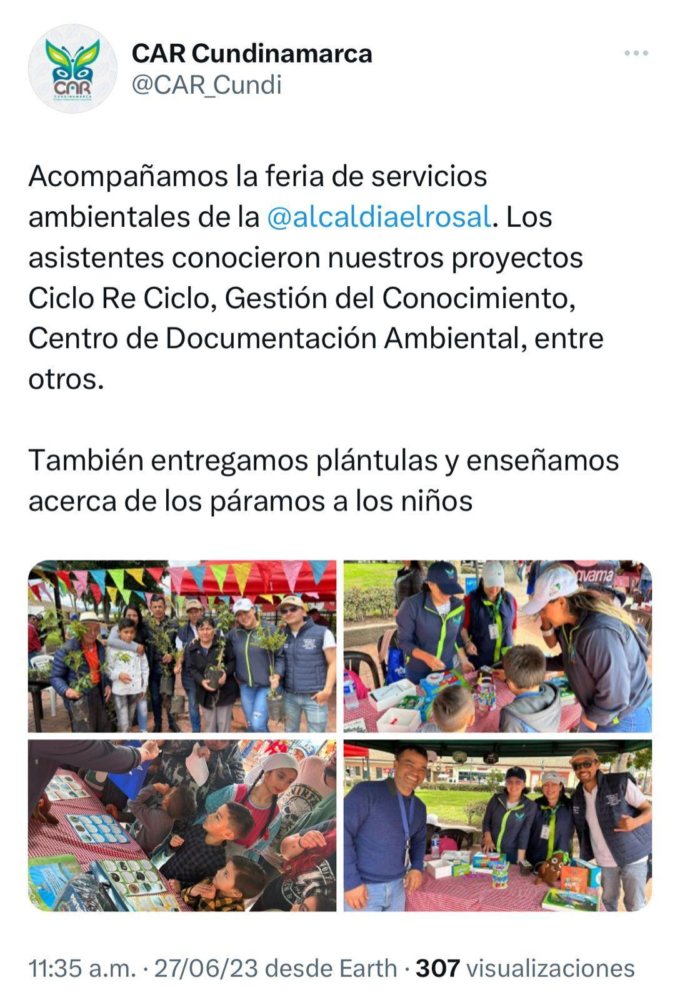 CAR
CUNDINAMARCA
CAR Cundinamarca
@CAR_Cundi
Acompañamos la feria de servicios
ambientales de la @alcaldiaelrosal. Los
asistentes conocieron nuestros proyectos
Ciclo Re Ciclo, Gestión del Conocimiento,
Centro de Documentación Ambiental, entre
otros.
También entregamos plántulas y enseñamos
acerca de los páramos a los niños
avama
11:35 a.m. · 27/06/23 desde Earth · 307 visualizaciones